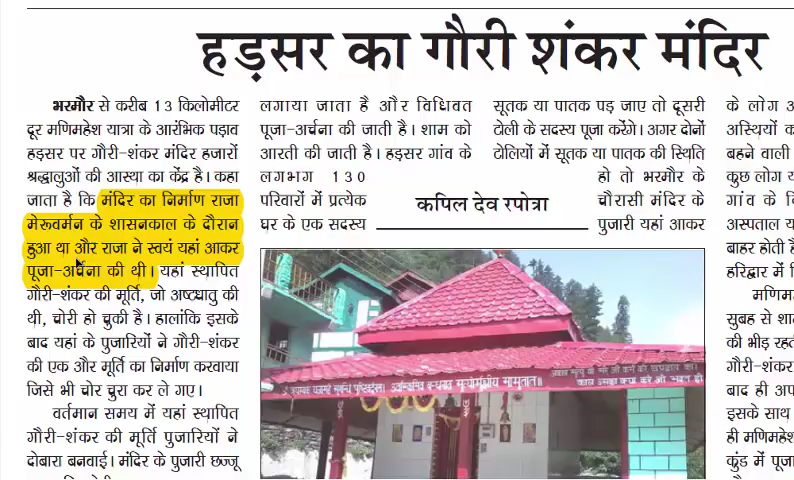 हड़सर का गौरी शंकर मंदिर
भरमौर से करीब 13 किलोमीटर
दूर मणिमहेश यात्रा के आरंभिक पड़ाव
हड़सर पर गौरी-शंकर मंदिर हजारों
श्रद्धालुओं की आस्था का केंद्र है। कहा
जाता है कि मंदिर का निर्माण राजा
मेरूवर्मन के शासनकाल के दौरान
हुआ था और राजा ने स्वयं यहां आकर
पूजा-अर्चना की थी। यहां स्थापित
गौरी-शंकर की मूर्ति, जो अष्टधातु की
थी, चोरी हो चुकी है। हालांकि इसके
बाद यहां के पुजारियों ने गौरी-शंकर
की एक और मूर्ति का निर्माण करवाया
जिसे भी चोर चुरा कर ले गए।
वर्तमान समय में यहां स्थापित
गौरी-शंकर की मूर्ति पुजारियों ने
दोबारा बनवाई। मंदिर के पुजारी छज्जू
लगाया जाता है और विधिवत
पूजा-अर्चना की जाती है। शाम को
आरती की जाती है। हड़सर गांव के
लगभग 130
परिवारों में प्रत्येक
घर के एक सदस्य
कपिल देव रपोत्रा
सूतक या पातक पड़ जाए तो दूसरी
टोली के सदस्य पूजा करेंगे। अगर दोनों
टोलियों में सूतक या पातक की स्थिति
हो तो भरमौर के
चौरासी मंदिर के
पुजारी यहां आकर
के लोग
अस्थियों
बहने वाली
कुछ लोग
गांव के
अस्पताल
बाहर होती
हरिद्वार में
सुबह से
की भीड़
गौरी-शंकर
बाद ही
इसके साथ
ही मणिमहेश
कुंड में पूजा